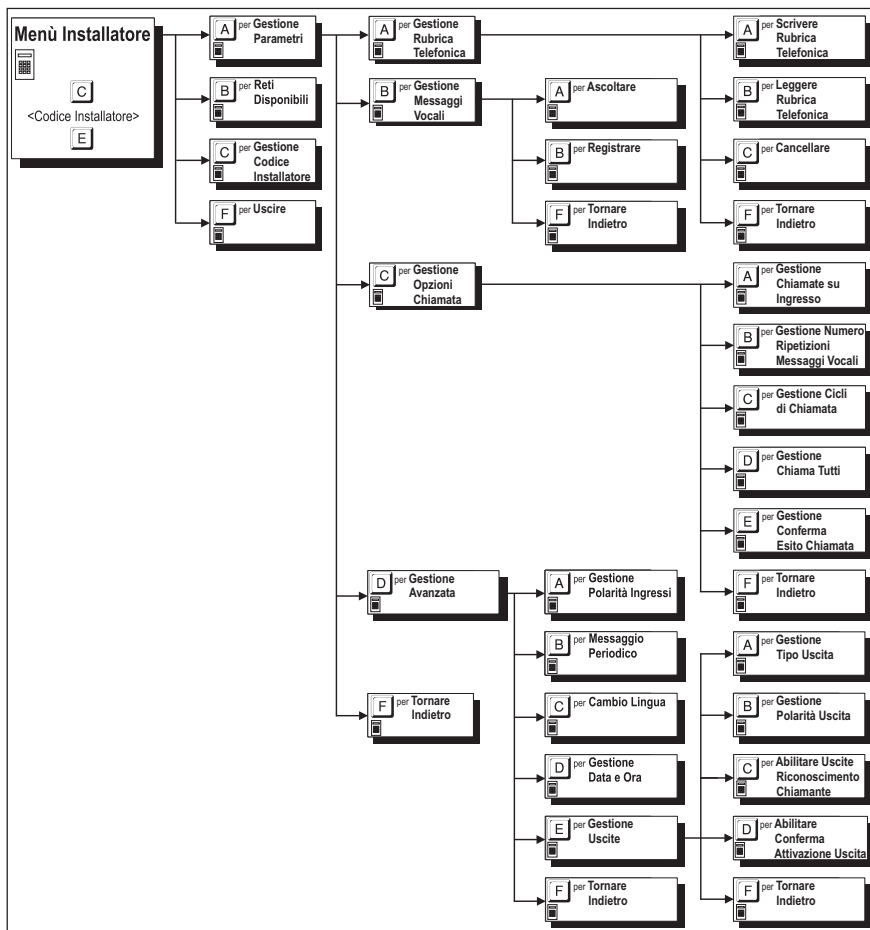 Menù Installatore
C
<Codice Installatore>
E
A per Gestione
Parametri
B per Reti
Disponibili
C per Gestione
Codice
Installatore
F per Uscire
A per Gestione
Rubrica
Telefonica
B per Gestione
Messaggi
Vocali
C per Gestione
Opzioni
Chiamata
D per Gestione
Avanzata
F per Tornare
Indietro
A per Ascoltare
B per Registrare
F per Tornare
Indietro
A per Gestione
Polarità Ingressi
B per Messaggio
Periodico
C per Cambio Lingua
D per Gestione
Data e Ora
E per Gestione
Uscite
F per Tornare
Indietro
A per Scrivere
Rubrica
Telefonica
B per Leggere
Rubrica
Telefonica
C per Cancellare
F per Tornare
Indietro
A per Gestione
Chiamate su
Ingresso
B per Gestione Numero
Ripetizioni
Messaggi Vocali
C per Gestione Cicli
di Chiamata
D per Gestione
Chiama Tutti
E per Gestione
Conferma
Esito Chiamata
F per Tornare
Indietro
A per Gestione
Tipo Uscita
B per Gestione
Polarità Uscita
C per Abilitare Uscite
Riconoscimento
Chiamante
D per Abilitare
Conferma
Attivazione Uscita
F per Tornare
Indietro